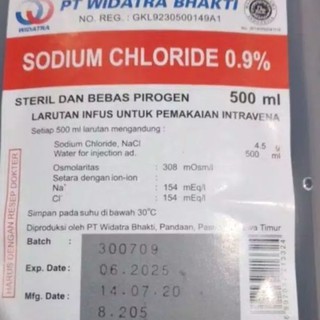 PT WIDATRA BHAKTI
WIDATRA
NO. REG. : GKL9230500149A1
SODIUM CHLORIDE 0.9%
STERIL DAN BEBAS PIROGEN 500 ml
LARUTAN INFUS UNTUK PEMAKAIAN INTRAVENA
Setiap 500 ml larutan mengandung :
Sodium Chloride, NaCl 4.5 g
Water for injection ad. 500 ml
Osmolaritas : 308 mOsm/l
Setara dengan ion-ion
Na⁺ : 154 mEq/l
Cl⁻ : 154 mEq/l
Simpan pada suhu di bawah 30°C
Diproduksi oleh PT Widatra Bhakti, Pandaan, Timur
HARUS DENGAN RESEP DOKTER
Batch : 300709
Exp. Date : 06.2025
Mfg. Date : 14.07.20
8.205